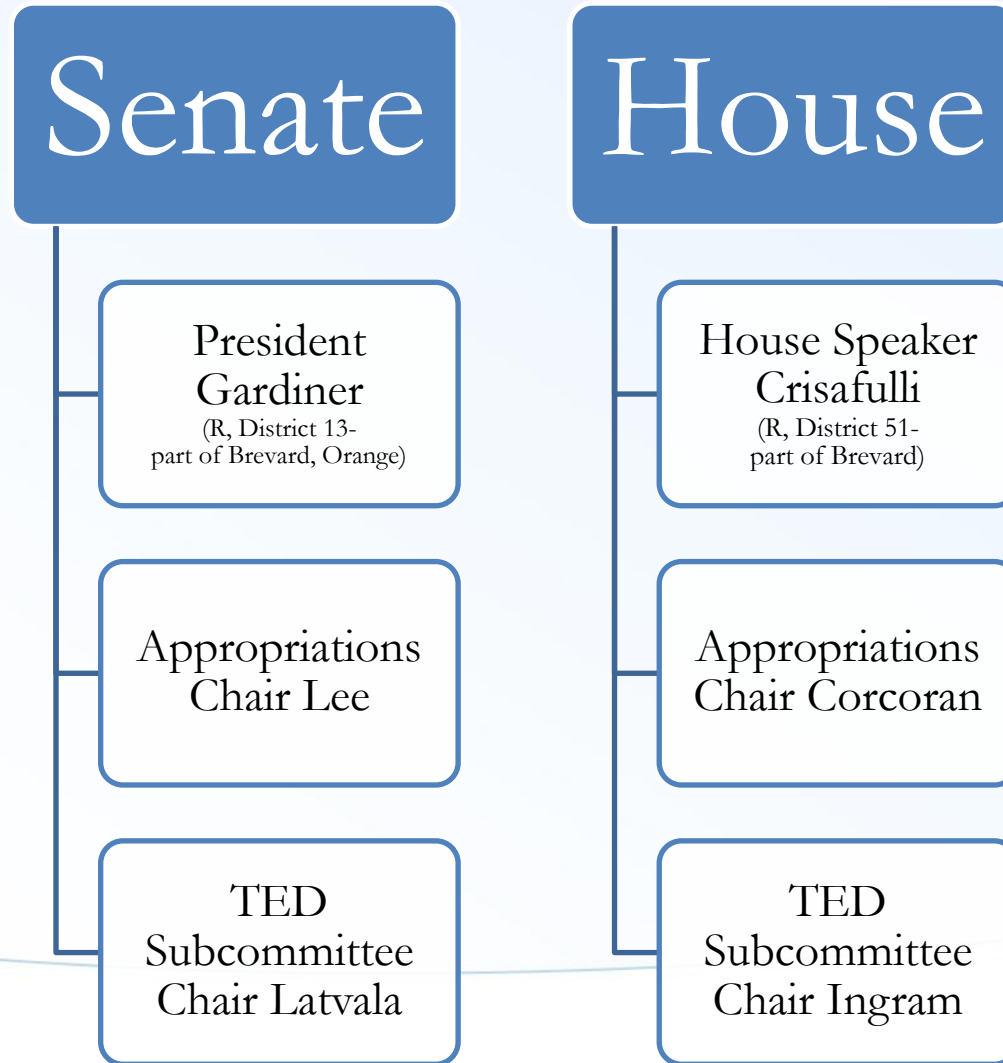 Senate
President
Gardiner
(R, District 13-
part of Brevard, Orange)
Appropriations
Chair Lee
TED
Subcommittee
Chair Latvala
House
House Speaker
Crisafulli
(R, District 51-
part of Brevard)
Appropriations
Chair Corcoran
TED
Subcommittee
Chair Ingram